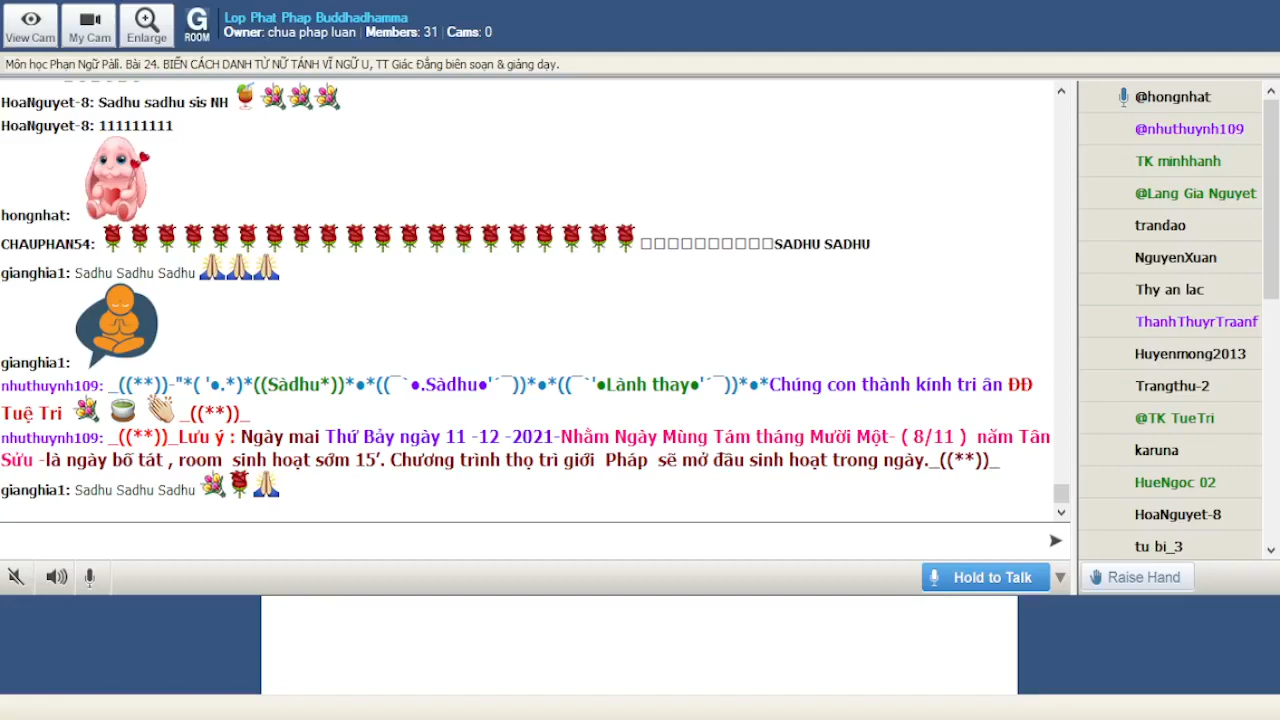 View Cam
My Cam
Enlarge
G ROOM
Lop Phat Phap Buddhadhamma
Owner: chua phap luan | Members: 31 | Cams: 0
Môn học Phạn Ngữ Pāli. Bài 24. BIẾN CÁCH DANH TỪ NỮ TÁNH VĨ NGỮ U, TT Giác Đẳng biên soạn & giảng dạy.
HoaNguyet-8: Sadhu sadhu sis NH
HoaNguyet-8: 111111111
hongnhat:
CHAUPHAN54: □□□□□□□□□□SADHU SADHU
gianghia1: Sadhu Sadhu Sadhu
gianghia1:
nhuthuynh109: _((**))-"*( '●.*)*((Sàdhu*))*●*((¯`●.Sàdhu●'´¯))*●*((¯`'●Lành thay●'´¯))*●*Chúng con thành kính tri ân ĐĐ
Tuệ Tri _((**))_
nhuthuynh109: _((**))_Lưu ý : Ngày mai Thứ Bảy ngày 11 -12 -2021-Nhằm Ngày Mùng Tám tháng Mười Một- ( 8/11 ) năm Tân
Sửu -là ngày bố tát , room sinh hoạt sớm 15’. Chương trình thọ trì giới Pháp sẽ mở đầu sinh hoạt trong ngày._((**))_
gianghia1: Sadhu Sadhu Sadhu
@hongnhat
@nhuthuynh109
TK minhhanh
@Lang Gia Nguyet
trandao
NguyenXuan
Thy an lac
ThanhThuyrTraanf
Huyenmong2013
Trangthu-2
@TK TueTri
karuna
HueNgoc 02
HoaNguyet-8
tu bi_3
Hold to Talk
Raise Hand